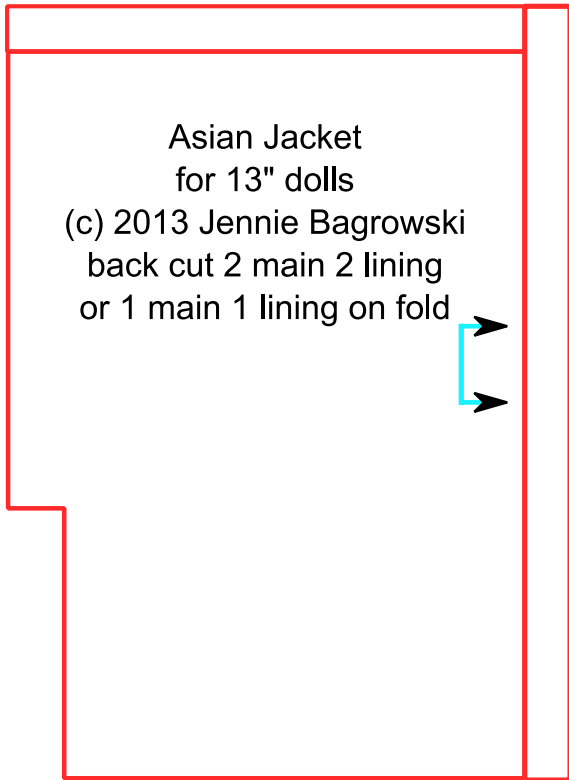 Asian Jacket
for 13" dolls
(c) 2013 Jennie Bagrowski
back cut 2 main 2 lining
or 1 main 1 lining on fold